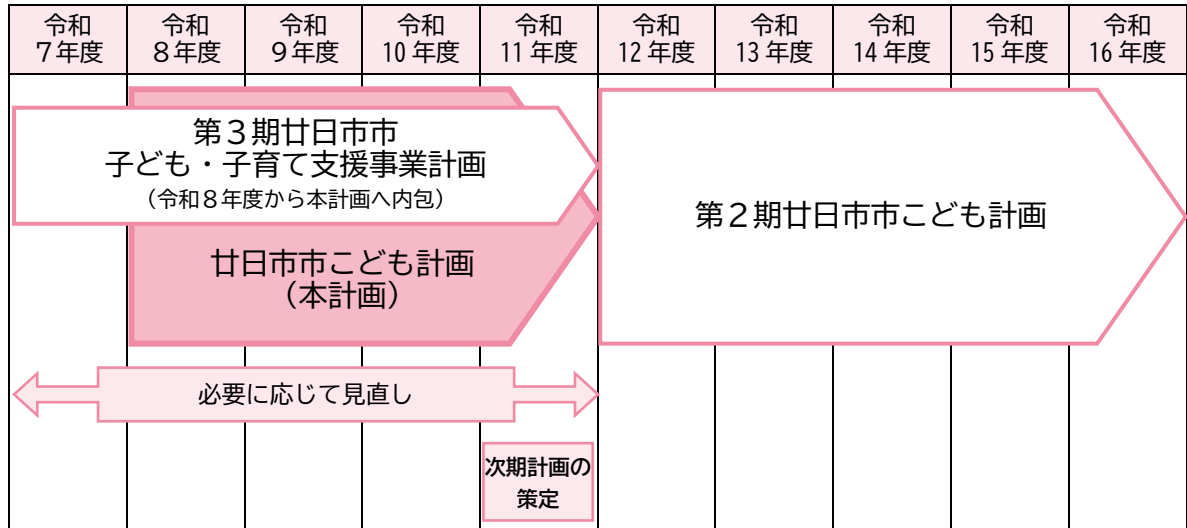 令和
７年度
令和
８年度
令和
９年度
令和
10年度
令和
11年度
令和
12年度
令和
13年度
令和
14年度
令和
15年度
令和
16年度
第３期廿日市市
子ども・子育て支援事業計画
（令和８年度から本計画へ内包）
廿日市市こども計画
（本計画）
第２期廿日市市こども計画
必要に応じて見直し
次期計画の
策定